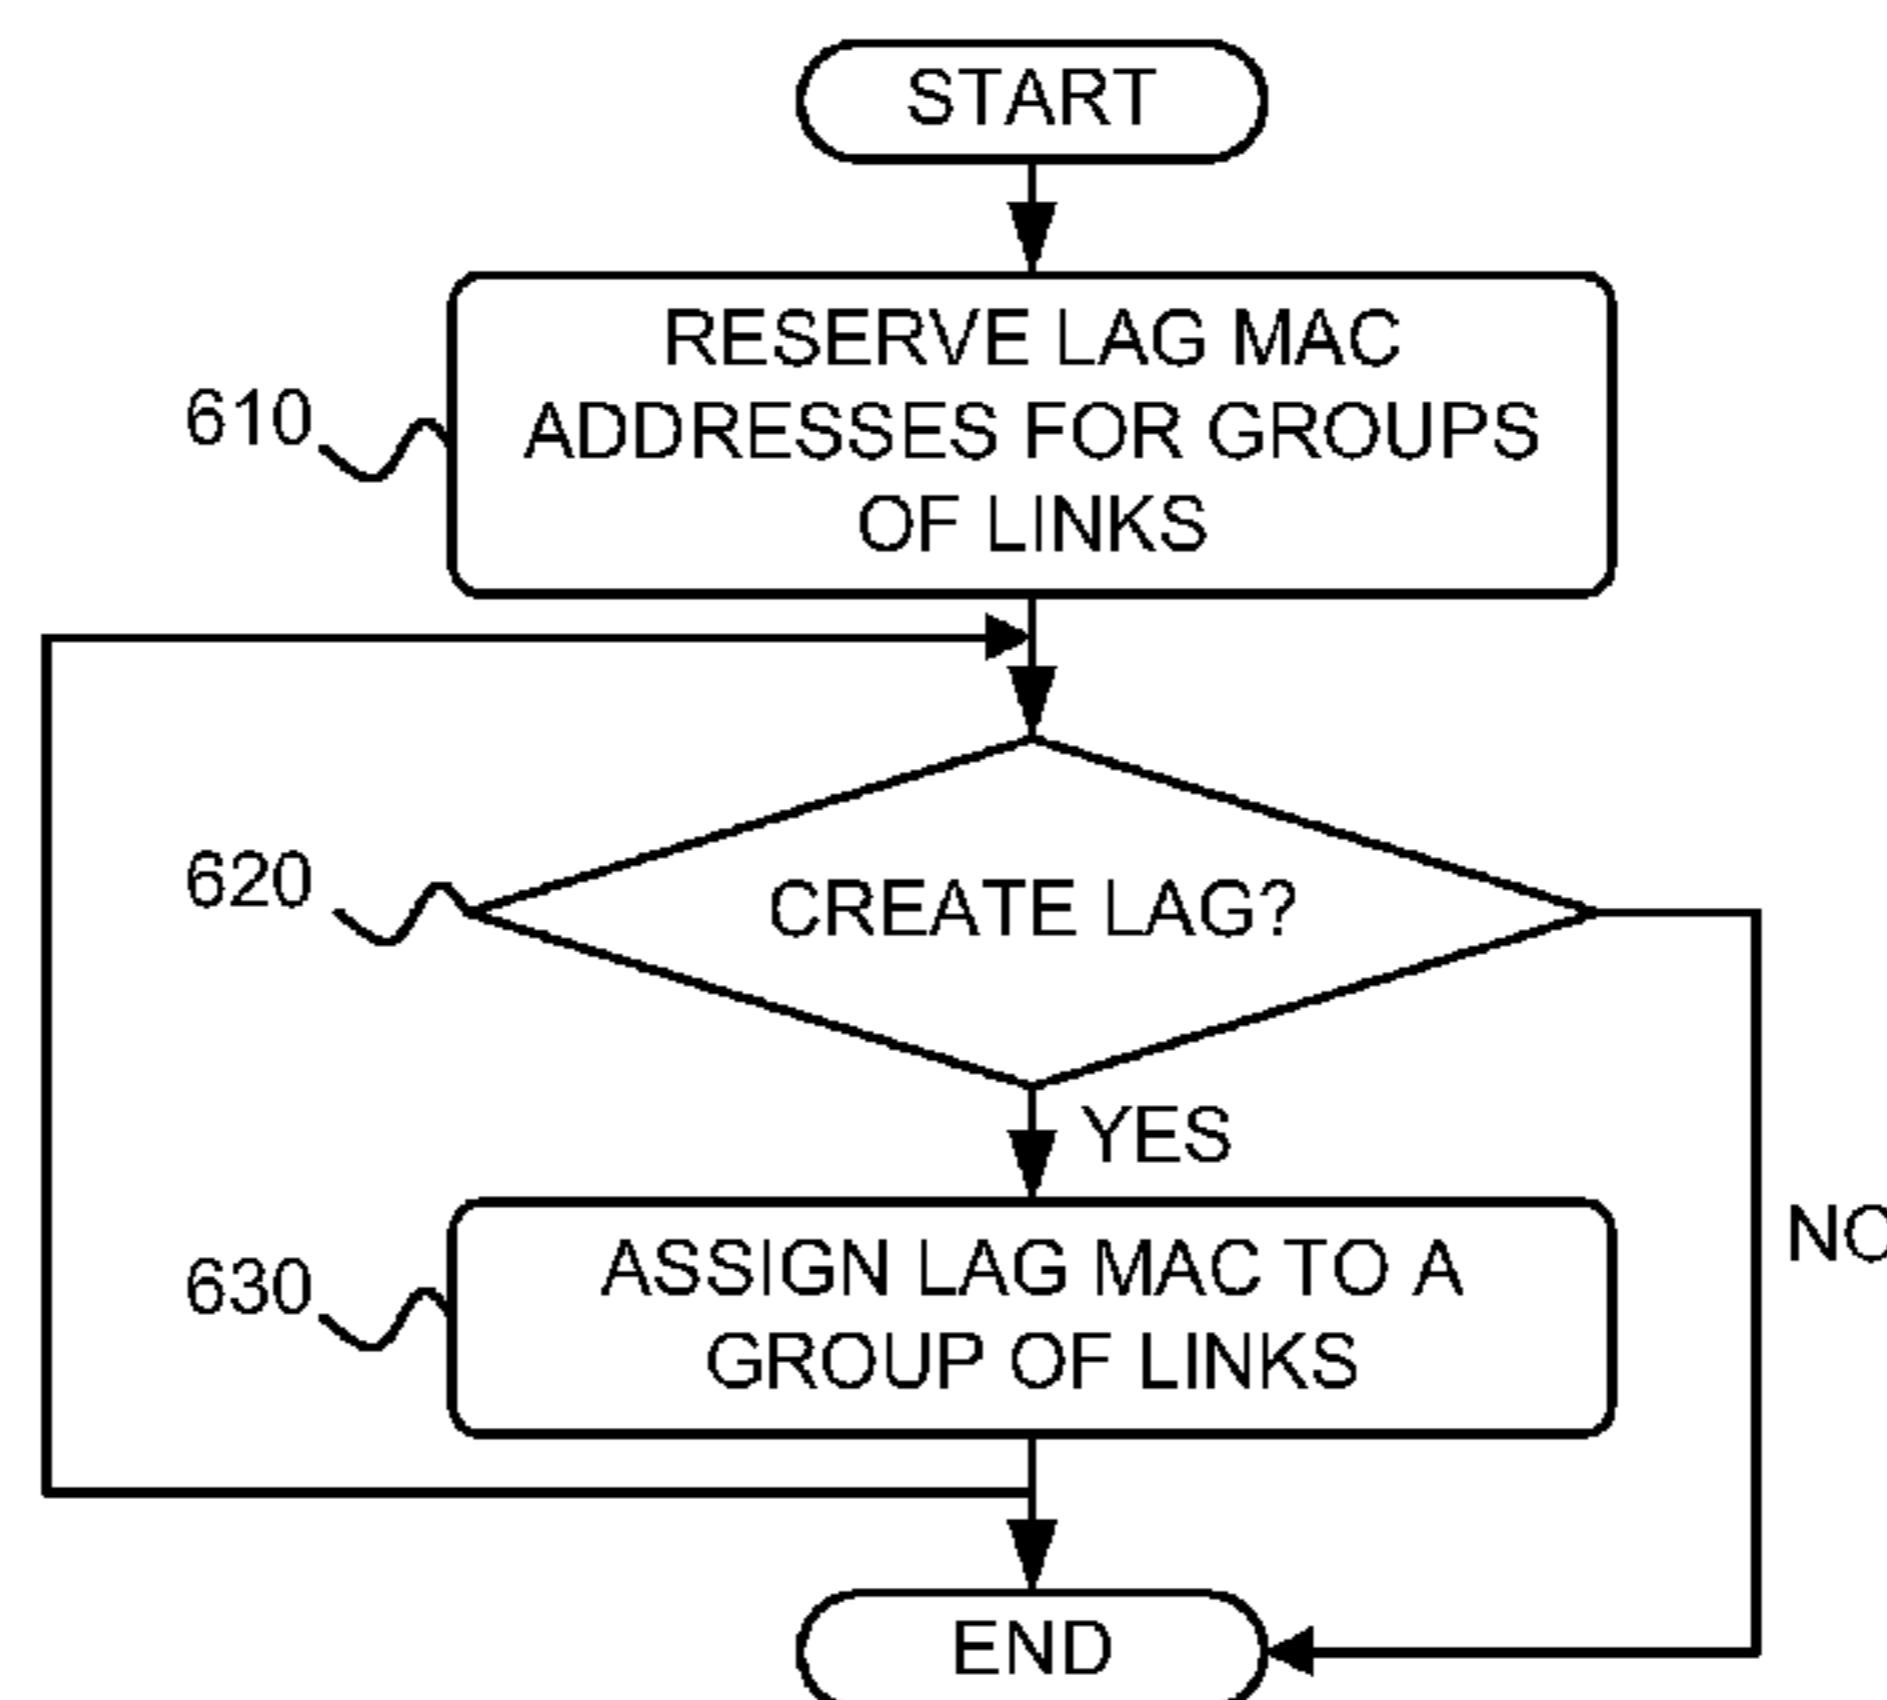 START
RESERVE LAG MAC
ADDRESSES FOR GROUPS
OF LINKS
610
CREATE LAG?
620
YES
NO
ASSIGN LAG MAC TO A
GROUP OF LINKS
630
END